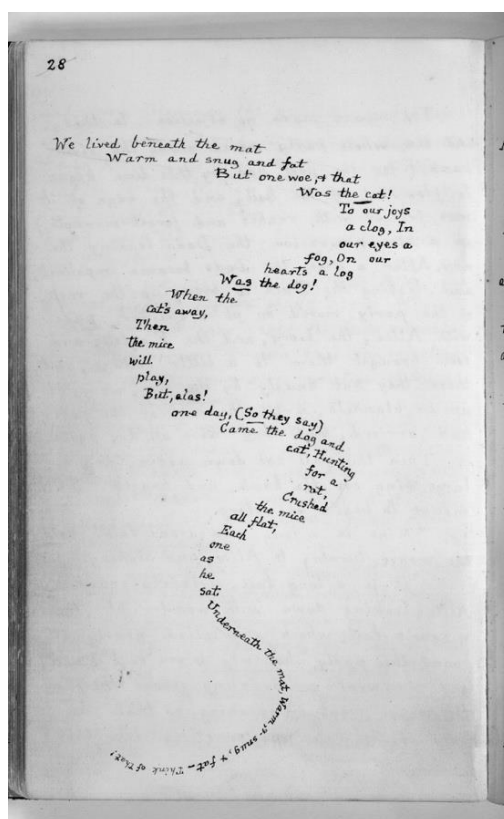 28
We lived beneath the mat
Warm and snug and fat
But one woe, & that
Was the cat!
To our joys
a clog, In
our eyes a
fog, On our
hearts a log
Was the dog!
When the
cat's away,
Then
the mice
will
play,
But, alas!
one day, (So they say)
Came the dog and
cat, Hunting
for a
rat,
Crushed
the mice
all flat,
Each
one
as
he
sat
Underneath the mat, Warm, & snug, & fat — Think of that!